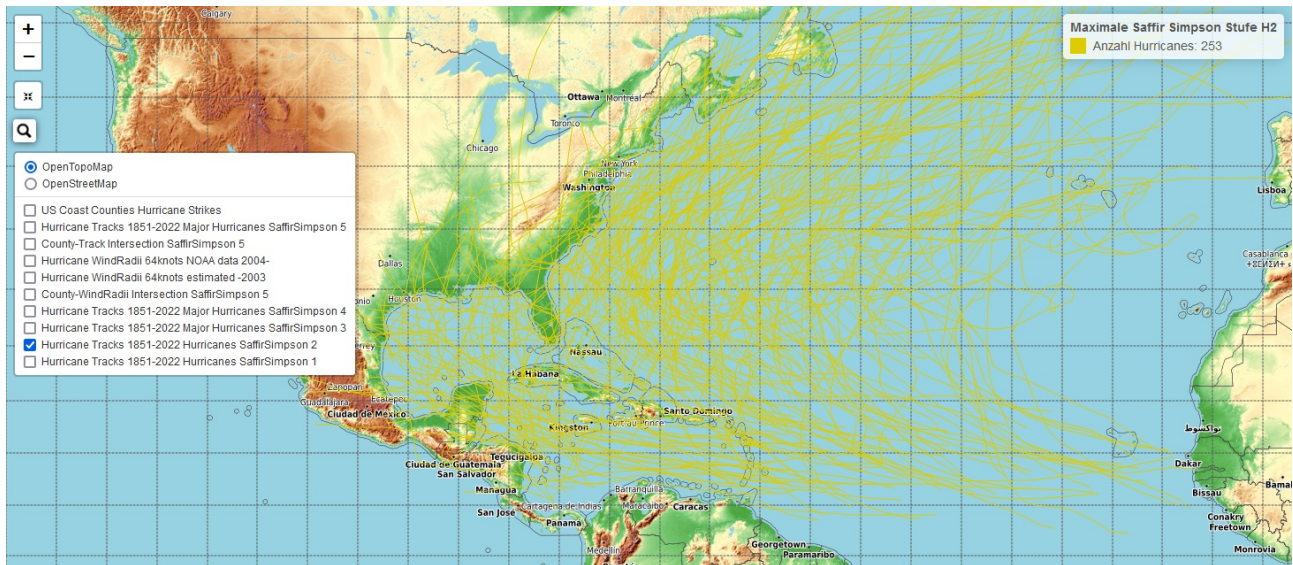 +
−
OpenTopoMap
OpenStreetMap
US Coast Counties Hurricane Strikes
Hurricane Tracks 1851-2022 Major Hurricanes SaffirSimpson 5
County-Track Intersection SaffirSimpson 5
Hurricane WindRadii 64knots NOAA data 2004-
Hurricane WindRadii 64knots estimated -2003
County-WindRadii Intersection SaffirSimpson 5
Hurricane Tracks 1851-2022 Major Hurricanes SaffirSimpson 4
Hurricane Tracks 1851-2022 Major Hurricanes SaffirSimpson 3
Hurricane Tracks 1851-2022 Hurricanes SaffirSimpson 2
Hurricane Tracks 1851-2022 Hurricanes SaffirSimpson 1
Maximale Saffir Simpson Stufe H2
Anzahl Hurricanes: 253
Calgary
Ottawa
Montreal
Toronto
Chicago
New York
Philadelphia
Washington
Dallas
Houston
Nassau
La Habana
Zapopan
Guadalajara
Ecatepec
Ciudad de México
Kingston
Port-au-Prince
Santo Domingo
Tegucigalpa
Ciudad de Guatemala
San Salvador
Managua
San José
Panamá
Cartagena de Indias
Barranquilla
Maracaibo
Caracas
Medellín
Georgetown
Paramaribo
Lisboa
Casablanca
نواكشوط
Dakar
Bissau
Bama
Conakry
Freetown
Monrovia